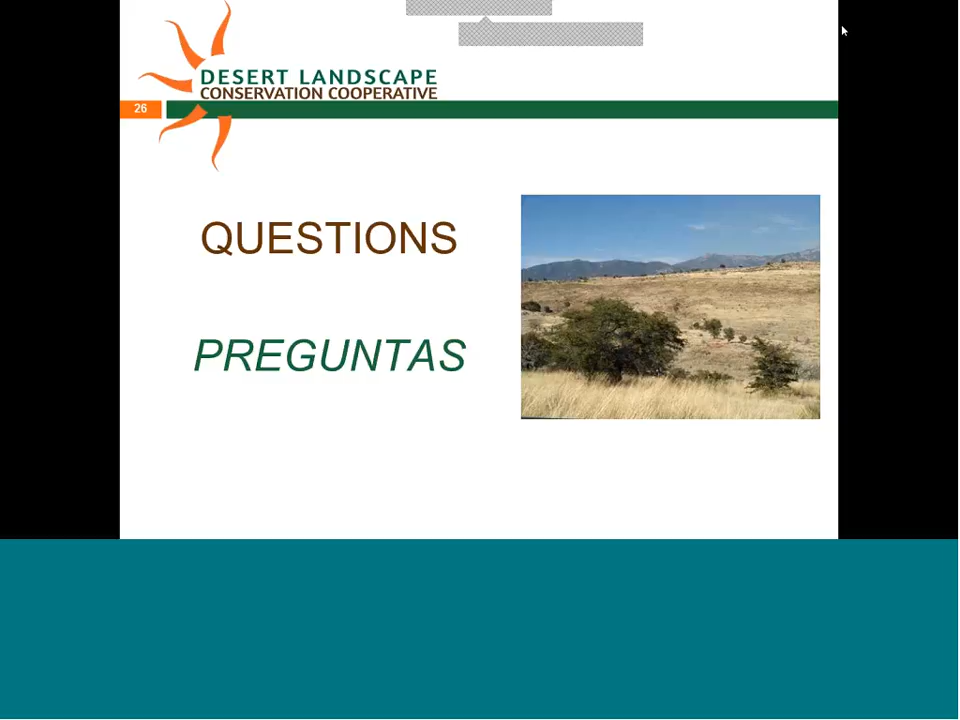 DESERT LANDSCAPE
CONSERVATION COOPERATIVE
26
QUESTIONS
PREGUNTAS